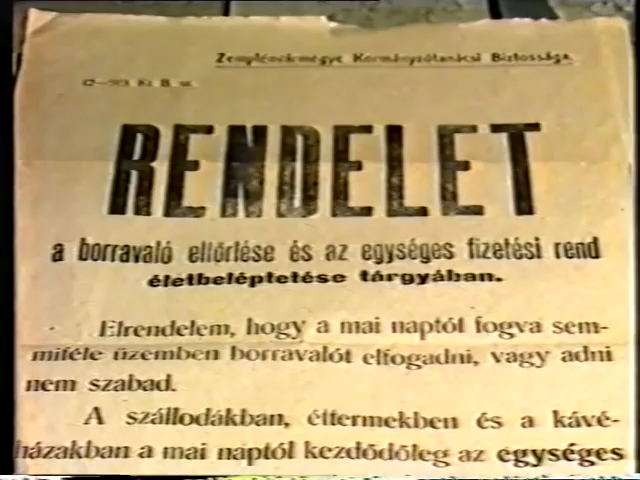 Zemplénvármegye Kormányzótanácsi Biztossága.
RENDELET
a borravaló eltörlése és az egységes fizetési rend
életbeléptetése tárgyában.
Elrendelem, hogy a mai naptól fogva sem-
miféle üzemben borravalót elfogadni, vagy adni
nem szabad.
A szállodákban, éttermekben és a kávé-
házakban a mai naptól kezdődőleg az egységes